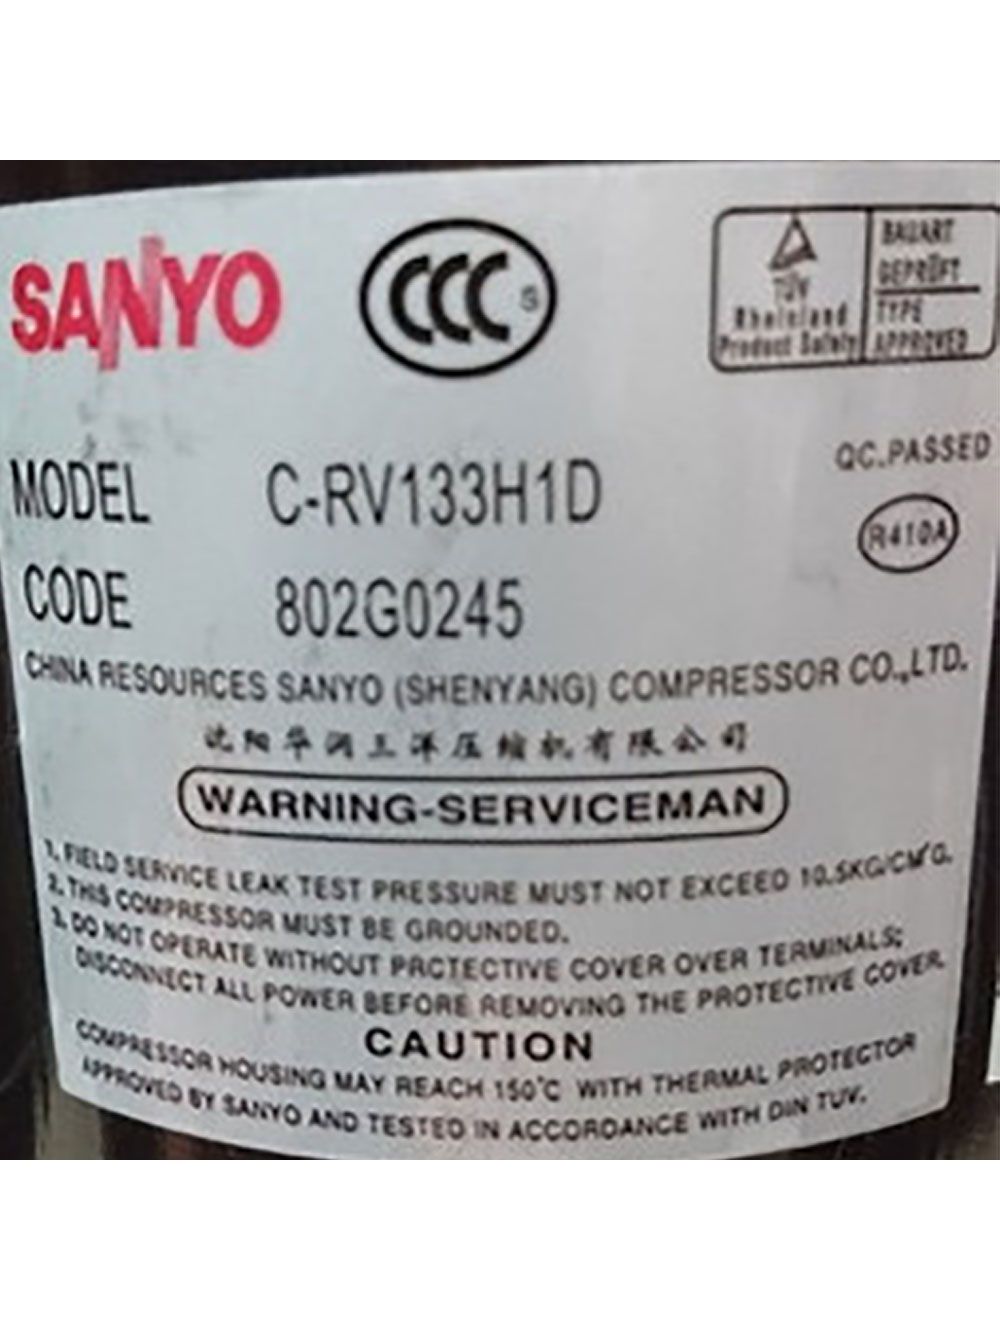 SANYO
CCC S
TÜV
Rheinland
Product Safety
BAUART
GEPRÜFT
TYPE
APPROVED
QC.PASSED
MODEL C-RV133H1D
R410A
CODE 802G0245
CHINA RESOURCES SANYO (SHENYANG) COMPRESSOR CO.,LTD.
沈阳华润三洋压缩机有限公司
WARNING-SERVICEMAN
1. FIELD SERVICE LEAK TEST PRESSURE MUST NOT EXCEED 10.5KG/CM²G.
2. THIS COMPRESSOR MUST BE GROUNDED.
3. DO NOT OPERATE WITHOUT PROTECTIVE COVER OVER TERMINALS;
DISCONNECT ALL POWER BEFORE REMOVING THE PROTECTIVE COVER.
CAUTION
COMPRESSOR HOUSING MAY REACH 150°C WITH THERMAL PROTECTOR
APPROVED BY SANYO AND TESTED IN ACCORDANCE WITH DIN TUV.